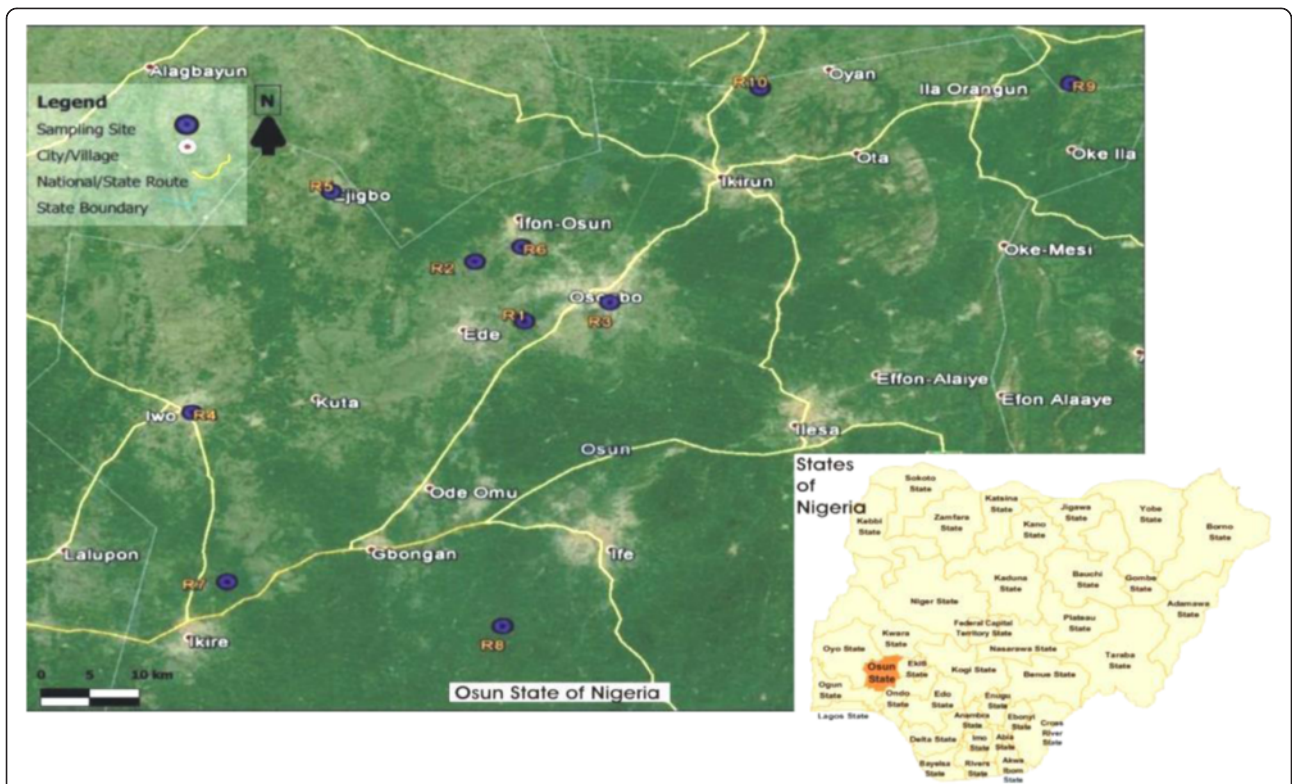 Alagbayun
R10
Oyan
Ila Orangun
R9
Legend
N
Sampling Site
City/Village
National/State Route
State Boundary
Ota
Oke Ila
Ikirun
R5
Ejigbo
Ifon-Osun
R6
R2
Oke-Mesi
Osogbo
R1
R3
Ede
Effon-Alaiye
Efon Alaaye
Kuta
Iwo
R4
Ilesa
Osun
Ode Omu
Lalupon
Gbongan
Ife
R7
Ikire
R8
0 5 10 km
Osun State of Nigeria
States
of
Nigeria
Sokoto
State
Katsina
State
Jigawa
State
Yobe
State
Kebbi
State
Zamfara
State
Kano
State
Borno
State
Kaduna
State
Bauchi
State
Gombe
State
Adamawa
State
Niger State
Plateau
State
Federal Capital
Territory State
Kwara
State
Nasarawa State
Taraba
State
Oyo State
Osun
State
Ekiti
State
Kogi State
Benue State
Ogun
State
Ondo
State
Edo
State
Enugu
State
Lagos State
Anambra
State
Ebonyi
State
Cross
River
State
Delta State
Imo
State
Abia
State
Bayelsa
State
Rivers
State
Akwa
Ibom
State